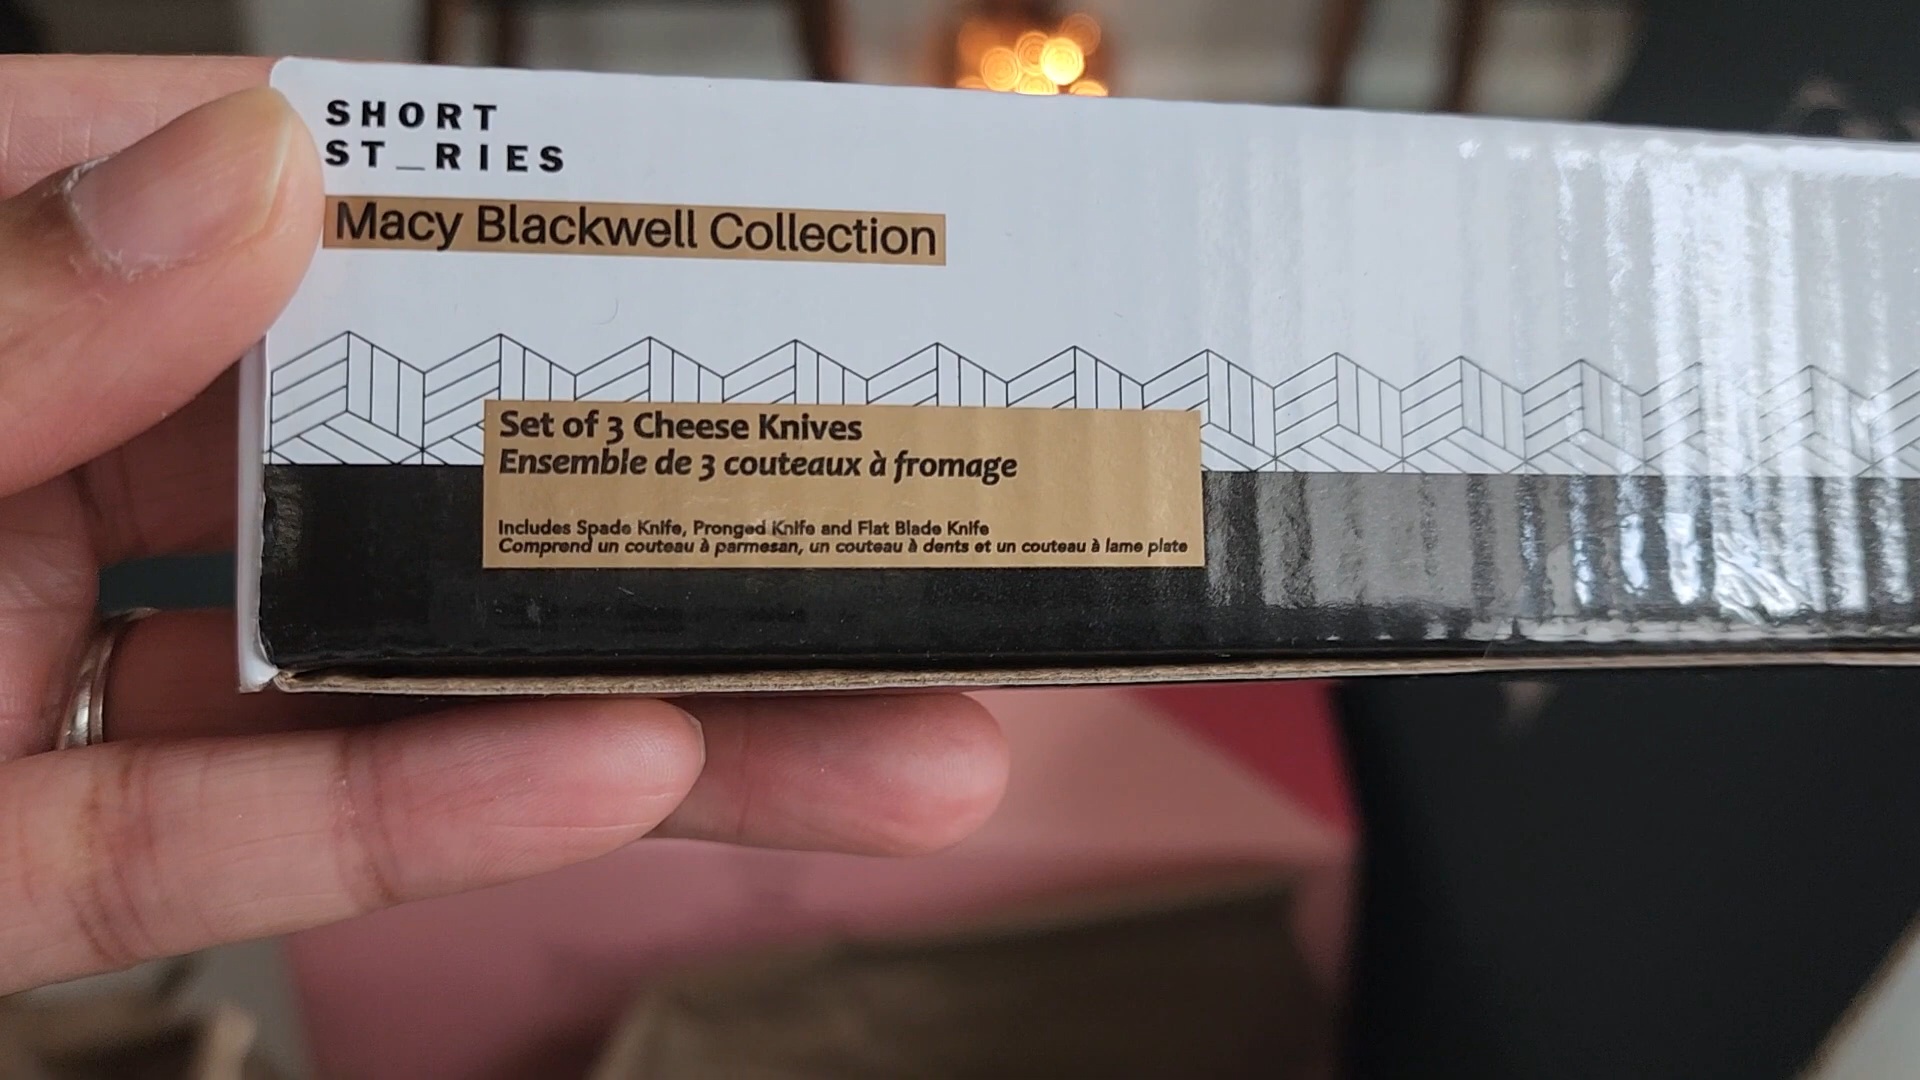 SHORT
ST_RIES
Macy Blackwell Collection
Set of 3 Cheese Knives
Ensemble de 3 couteaux à fromage
Includes Spade Knife, Pronged Knife and Flat Blade Knife
Comprend un couteau à parmesan, un couteau à dents et un couteau à lame plate